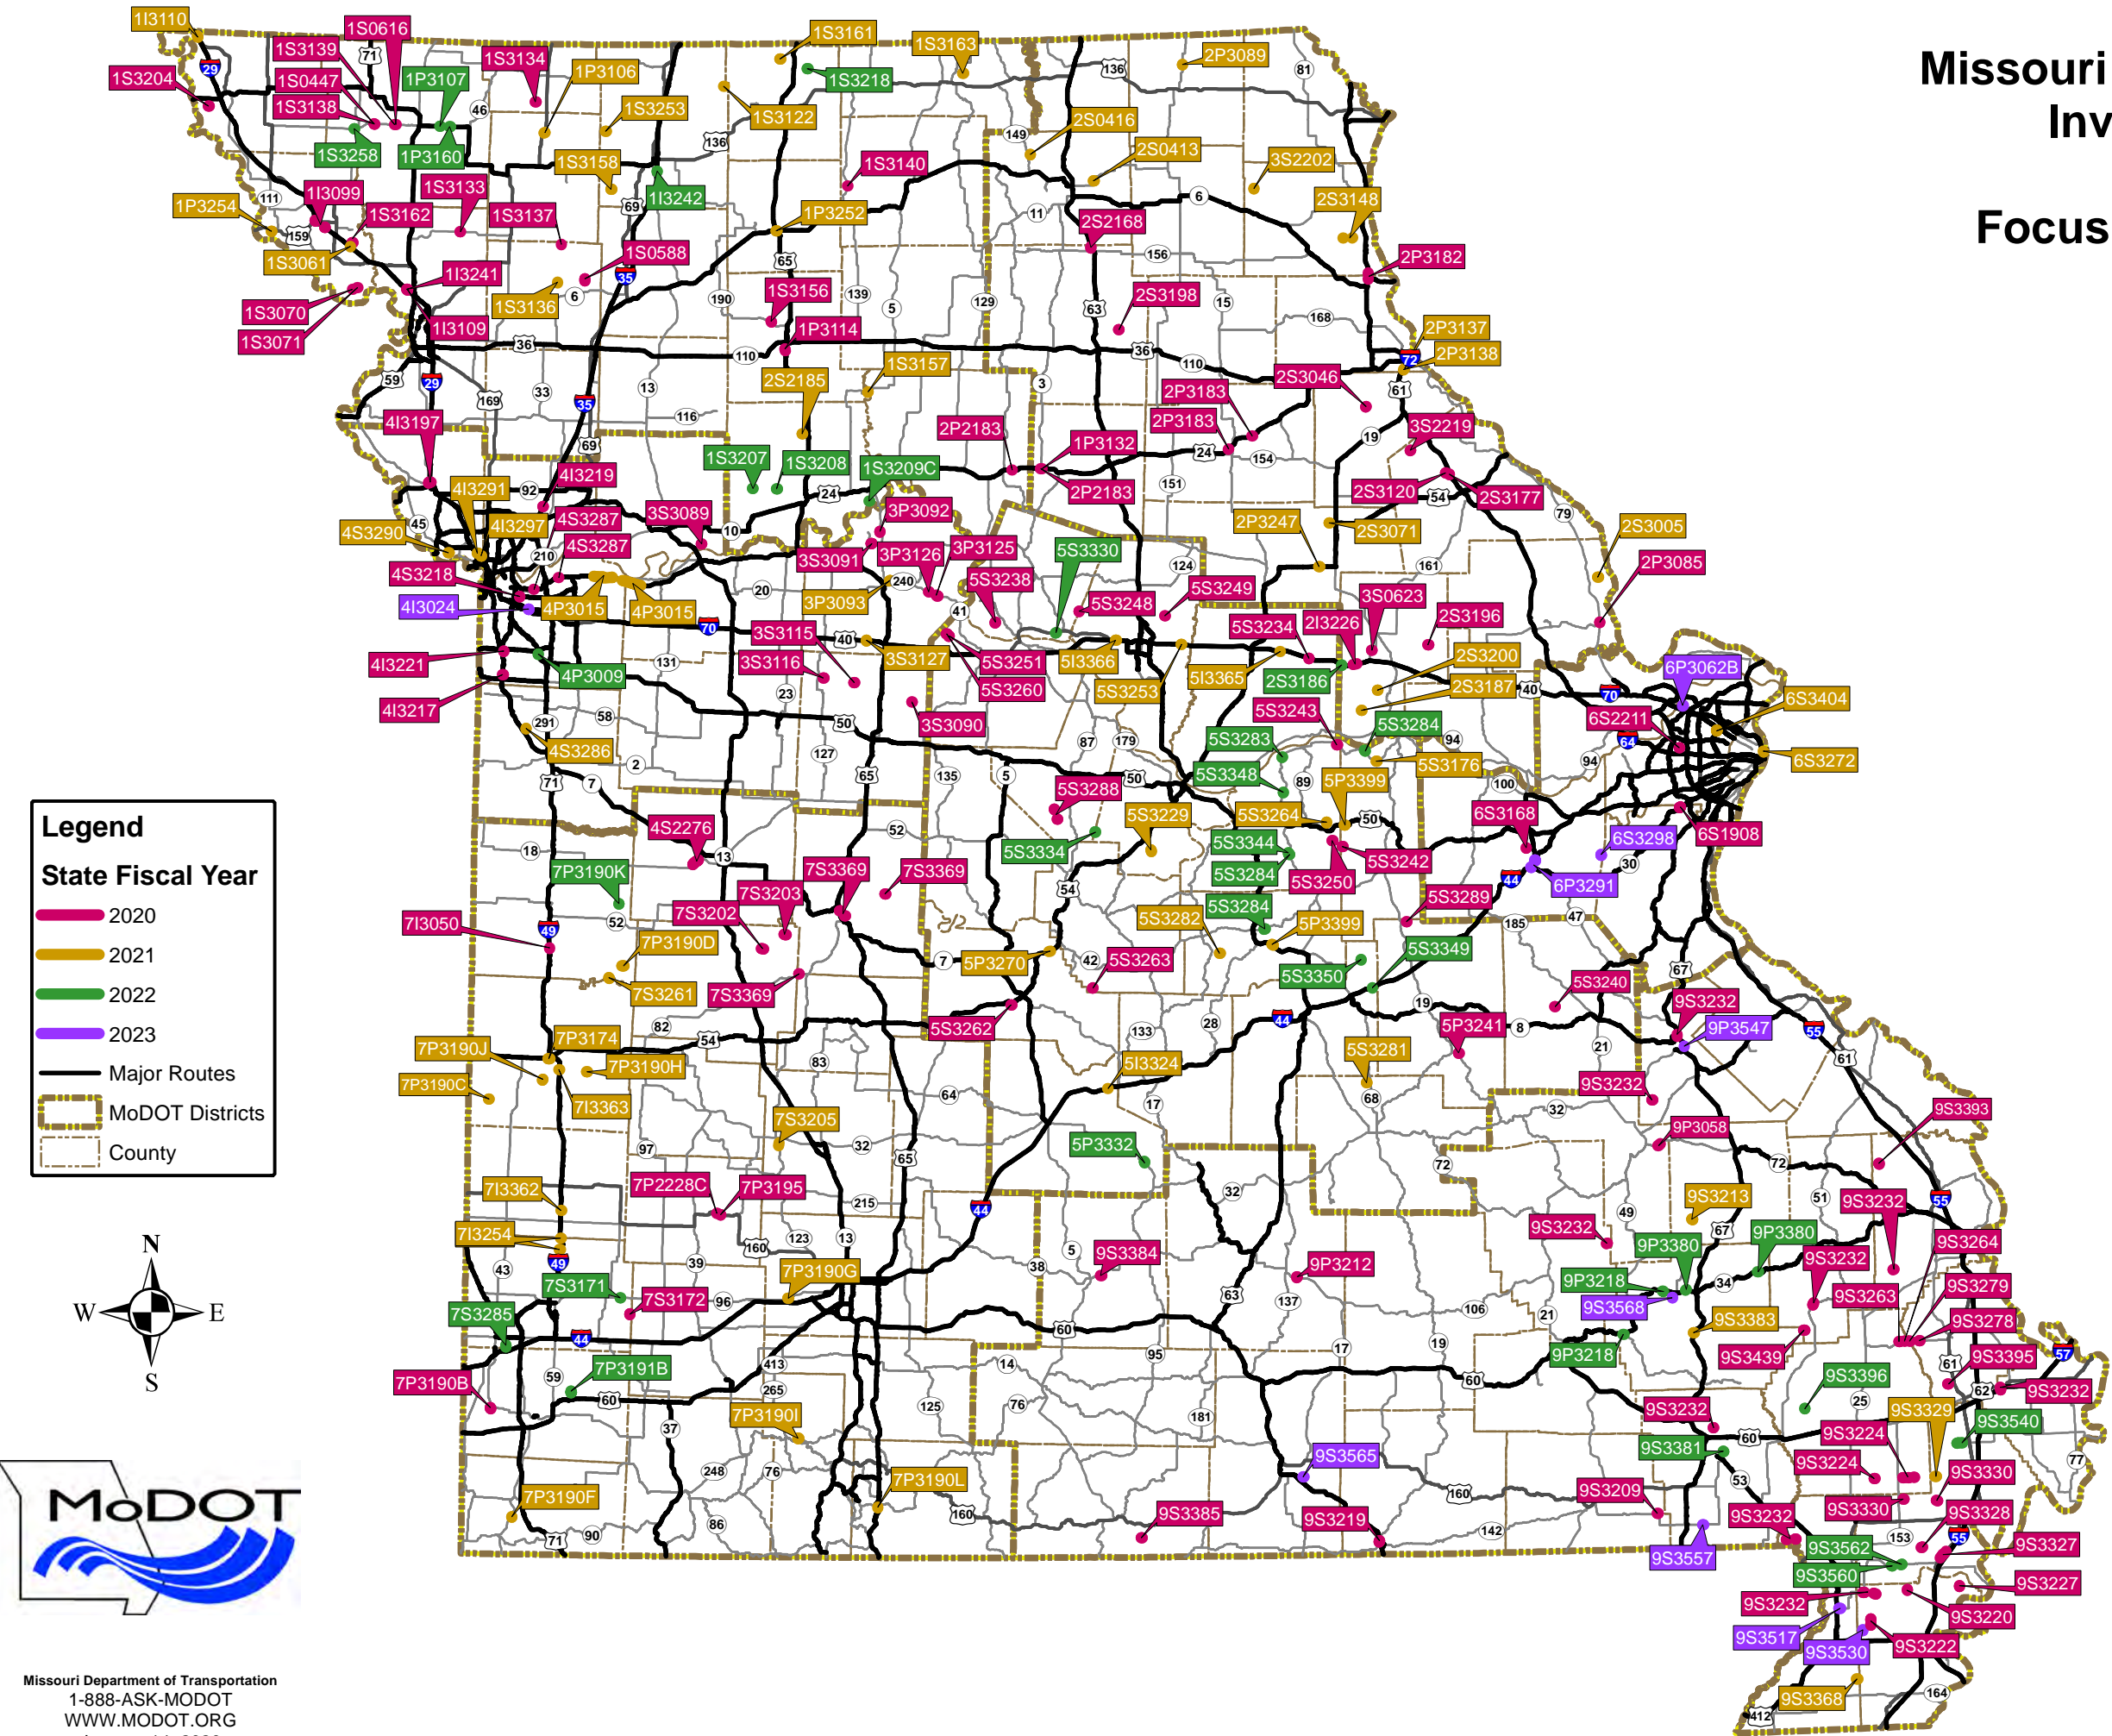 Missouri
Inv
Focus
1I3110
1S0616
1S3139
1S3204
1S0447
1S3138
1P3107
1S3134
1P3106
1S3161
1S3163
1S3218
2P3089
1S3253
1S3122
2S0416
1S3258
1P3160
1S3158
1S3140
2S0413
3S2202
1I3099
1S3133
1I3242
1P3254
1S3162
1S3137
1P3252
2S3148
2S2168
1S3061
1S0588
2P3182
1I3241
1S3136
1S3156
2S3198
1S3070
1S3071
1I3109
1P3114
2P3137
2P3138
1S3157
2S2185
2P3183
2S3046
4I3197
2P2183
2P3183
1P3132
3S2219
1S3207
1S3208
1S3209C
4I3219
4I3291
2P2183
2S3120
2S3177
3P3092
4S3290
4I3297
4S3287
3S3089
2P3247
2S3071
2S3005
4S3287
3S3091
3P3126
3P3125
5S3330
2P3085
4S3218
5S3238
5S3249
4I3024
4P3015
4P3015
3P3093
5S3248
3S0623
2S3196
3S3115
5S3234
2I3226
4I3221
3S3116
3S3127
5S3251
5I3366
2S3200
6P3062B
4P3009
5S3260
5S3253
5I3365
2S3186
2S3187
4I3217
3S3090
5S3243
5S3284
6S2211
6S3404
4S3286
5S3283
5S3176
6S3272
5S3348
5P3399
5S3288
5S3229
5S3264
6S3168
4S2276
5S3334
5S3344
5S3242
6S3298
6S1908
7P3190K
7S3203
7S3369
7S3369
5S3284
5S3250
6P3291
7I3050
7S3202
5S3284
5S3289
7P3190D
5S3282
5P3399
5P3270
5S3263
5S3350
5S3349
7S3261
7S3369
5S3240
5S3262
9S3232
5P3241
9P3547
7P3190J
7P3174
7P3190H
5I3324
5S3281
7P3190C
7I3363
9S3232
7S3205
9S3393
9P3058
5P3332
7I3362
7P2228C
7P3195
9S3213
9S3232
7I3254
9S3384
9S3232
9P3380
9P3380
9S3264
7P3190G
9P3212
9S3232
7S3171
9P3218
9S3279
7S3172
9S3568
9S3263
7S3285
9S3383
9S3278
7P3190B
7P3191B
9P3218
9S3439
9S3395
9S3396
9S3232
7P3190I
9S3232
9S3329
9S3540
9S3565
9S3381
9S3224
7P3190L
9S3224
9S3330
7P3190F
9S3209
9S3385
9S3219
9S3232
9S3330
9S3328
9S3557
9S3562
9S3327
9S3560
9S3227
9S3232
9S3220
9S3517
9S3530
9S3222
9S3368
Legend
State Fiscal Year
2020
2021
2022
2023
Major Routes
MoDOT Districts
County
N
W
E
S
MoDOT
Missouri Department of Transportation
1-888-ASK-MODOT
WWW.MODOT.ORG